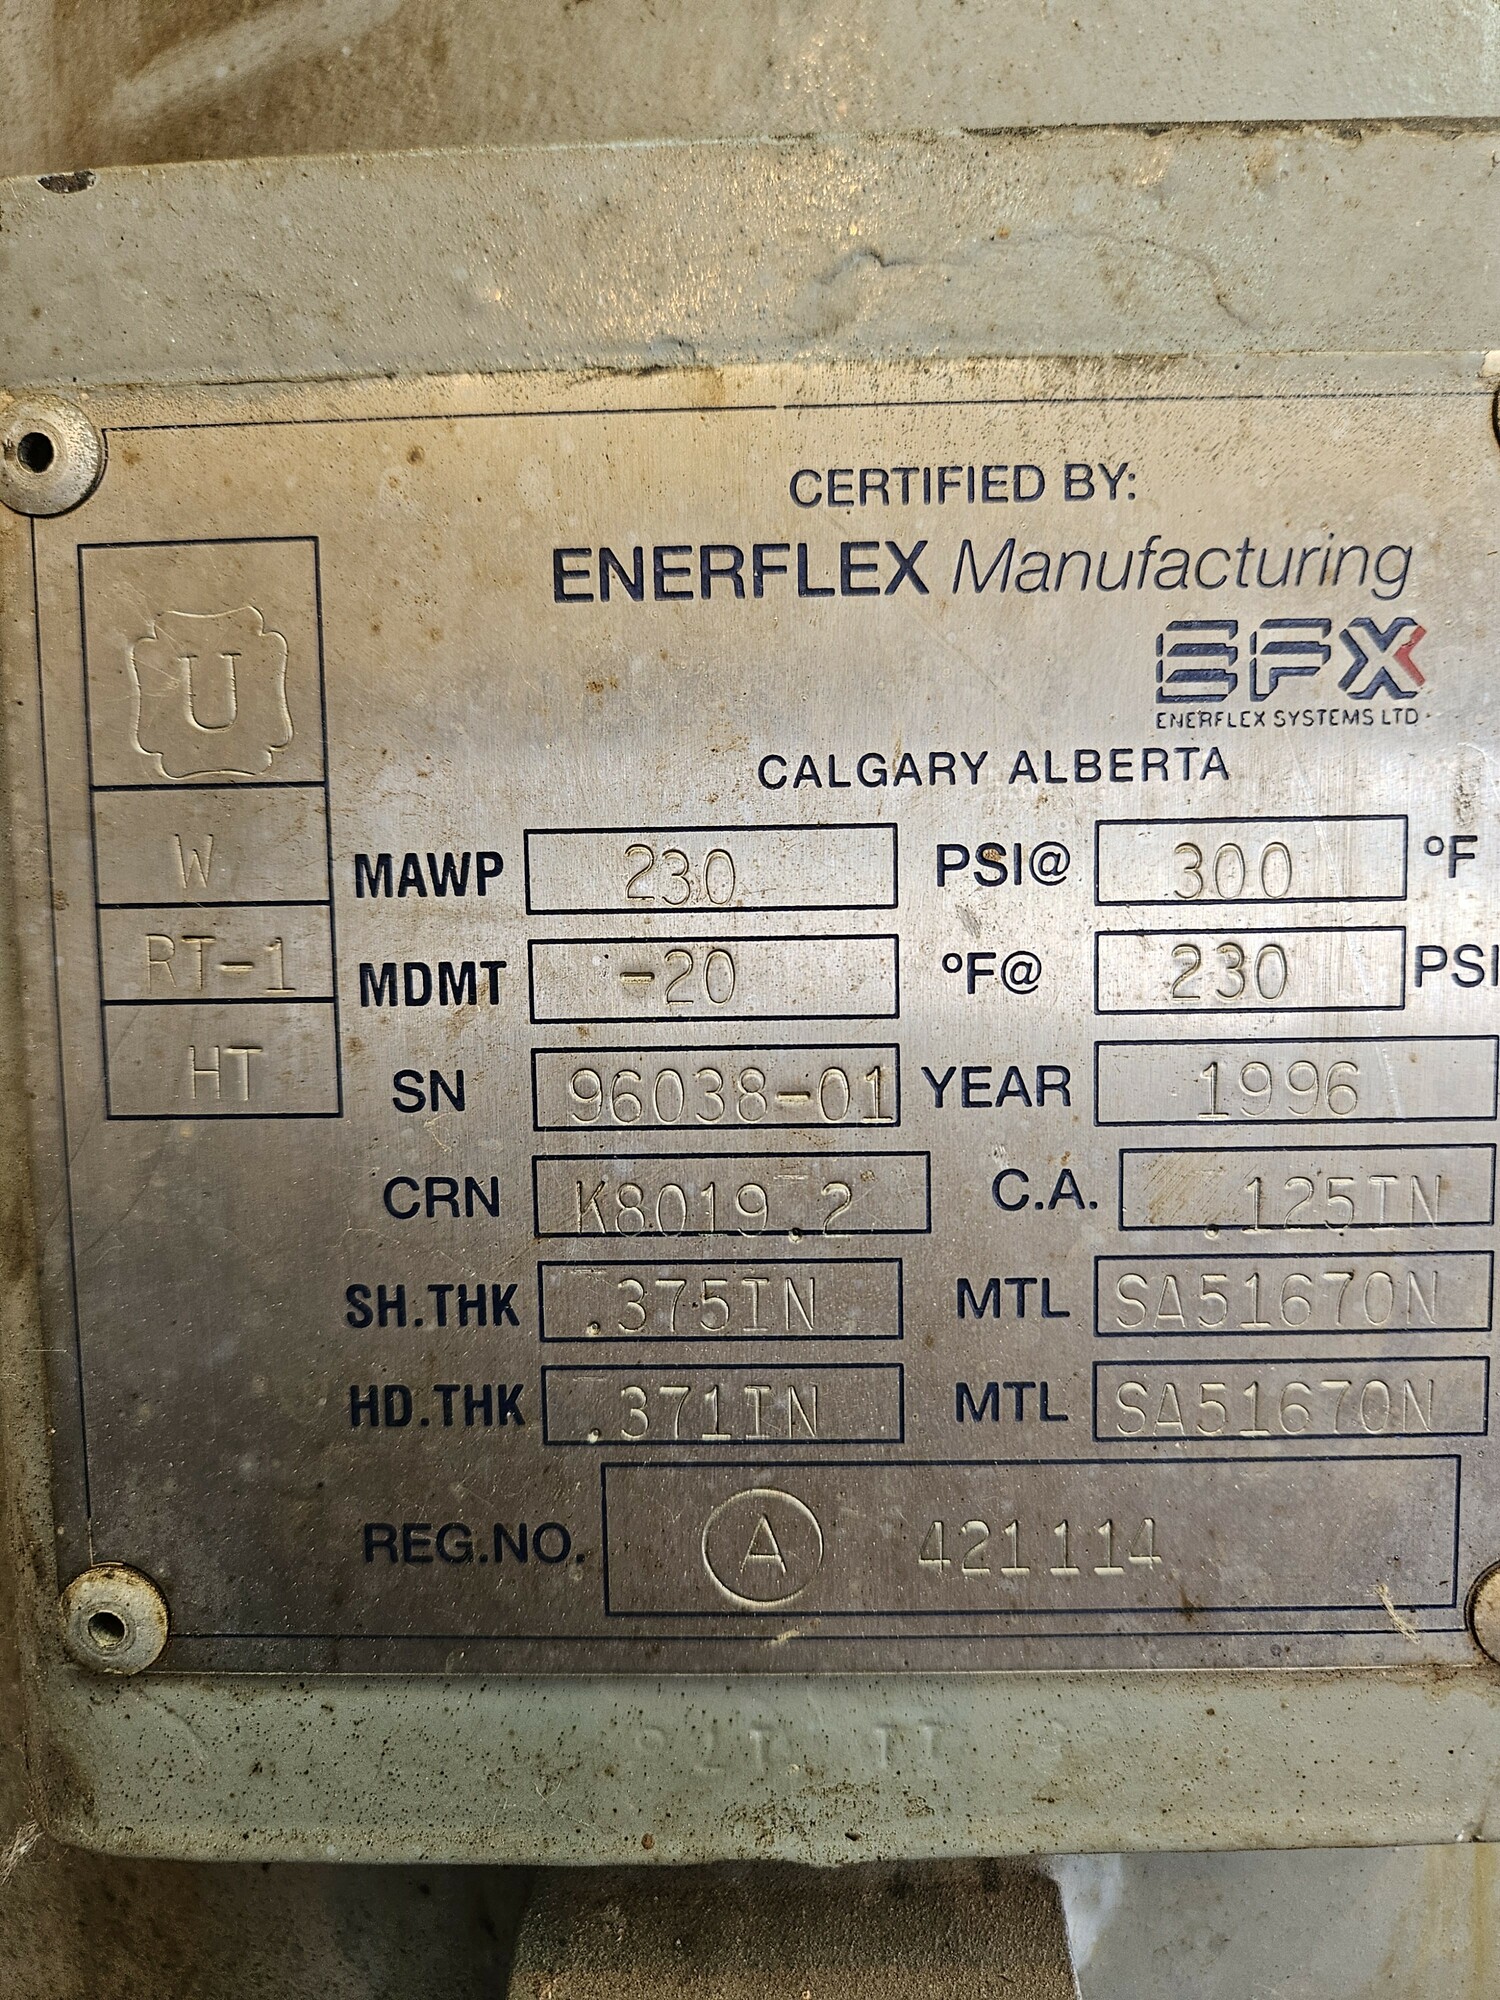 CERTIFIED BY:
ENERFLEX Manufacturing
EFX
ENERFLEX SYSTEMS LTD.
CALGARY ALBERTA
U
W
RT-1
HT
MAWP 230 PSI@ 300 °F
MDMT -20 °F@ 230 PSI
SN 96038-01 YEAR 1996
CRN K8019.2 C.A. .125IN
SH.THK .375IN MTL SA51670N
HD.THK .371IN MTL SA51670N
REG.NO. A 421114